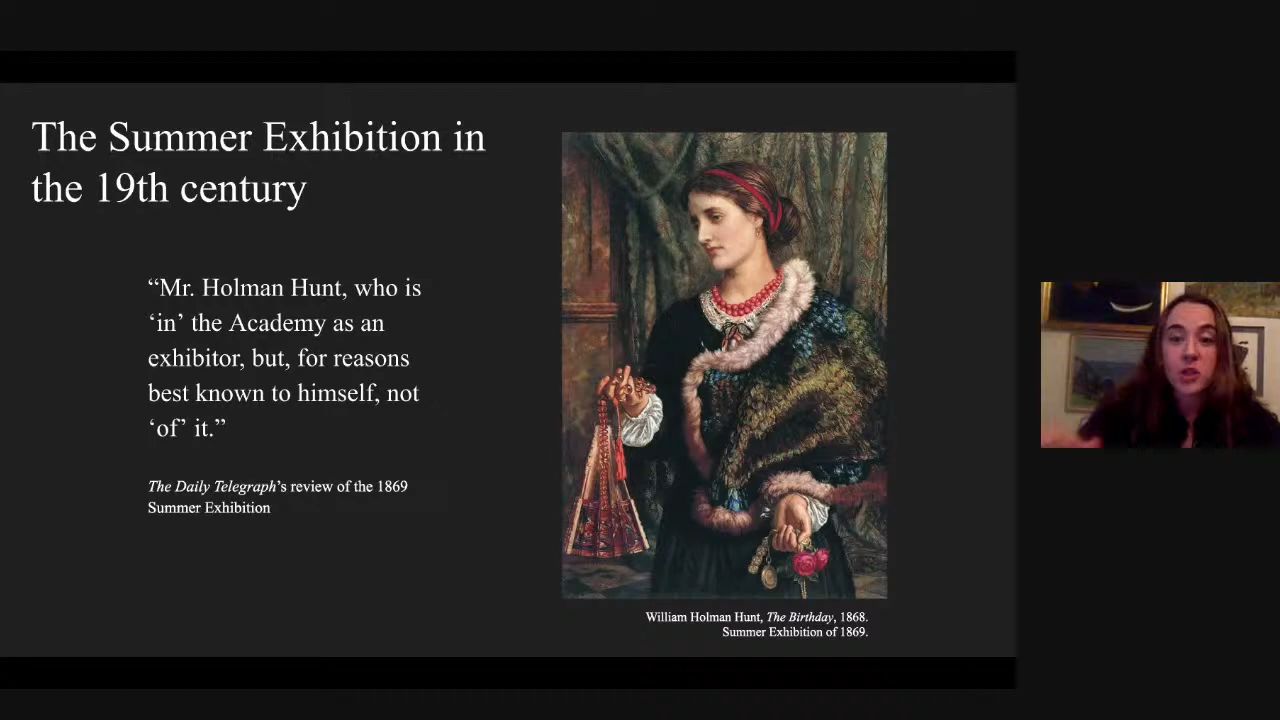 The Summer Exhibition in
the 19th century
“Mr. Holman Hunt, who is
‘in’ the Academy as an
exhibitor, but, for reasons
best known to himself, not
‘of’ it.”
The Daily Telegraph’s review of the 1869
Summer Exhibition
William Holman Hunt, The Birthday, 1868.
Summer Exhibition of 1869.